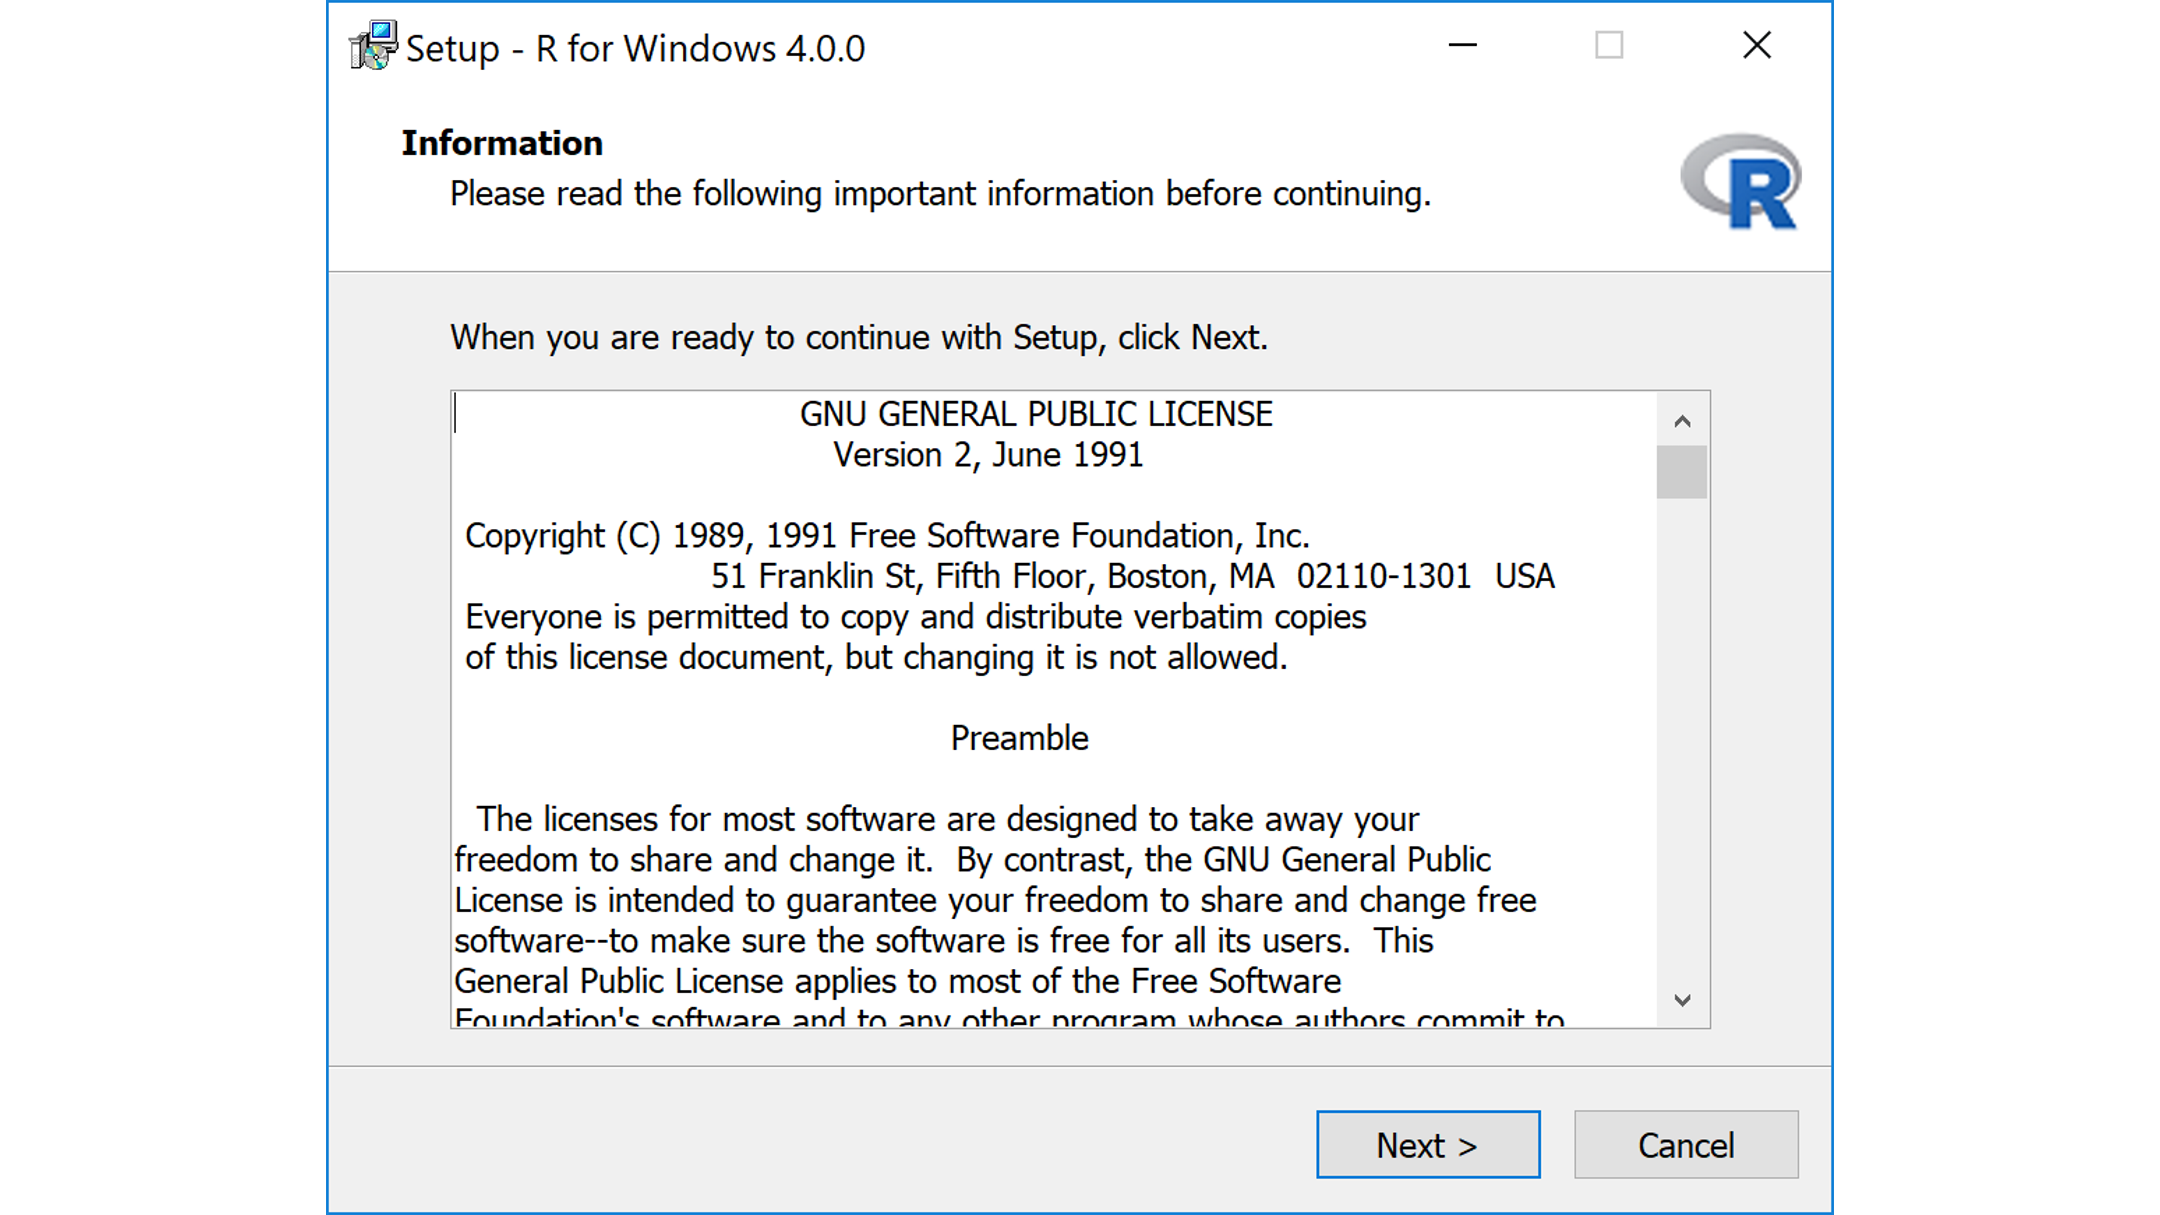 Setup - R for Windows 4.0.0
Information
Please read the following important information before continuing.
R
When you are ready to continue with Setup, click Next.
GNU GENERAL PUBLIC LICENSE
Version 2, June 1991
Copyright (C) 1989, 1991 Free Software Foundation, Inc.
51 Franklin St, Fifth Floor, Boston, MA  02110-1301  USA
Everyone is permitted to copy and distribute verbatim copies
of this license document, but changing it is not allowed.
Preamble
The licenses for most software are designed to take away your
freedom to share and change it.  By contrast, the GNU General Public
License is intended to guarantee your freedom to share and change free
software--to make sure the software is free for all its users.  This
General Public License applies to most of the Free Software
Foundation's software and to any other program whose authors commit to
Next >
Cancel